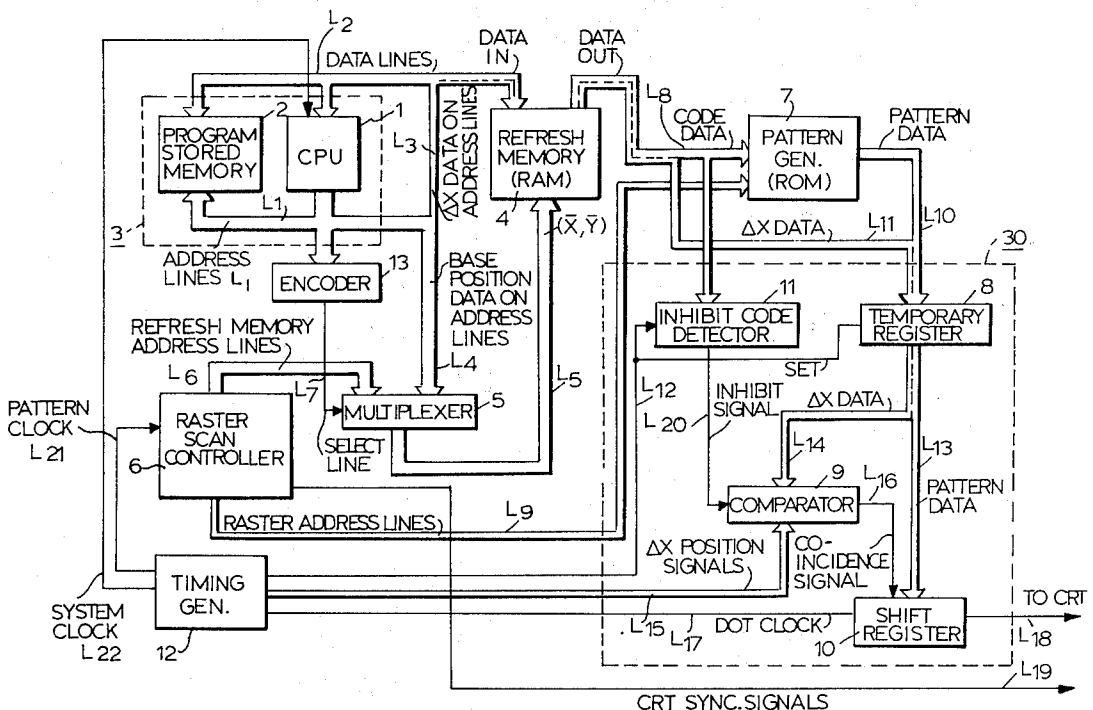 L2
DATA LINES
DATA
IN
DATA
OUT
L8
CODE DATA
7
PATTERN
GEN.
(ROM)
PATTERN
DATA
2
PROGRAM
STORED
MEMORY
1
CPU
L3
ΔX DATA ON
ADDRESS LINES
REFRESH
MEMORY
(RAM)
4
(X̄,Ȳ)
L1
3
ADDRESS
LINES L1
ENCODER
13
BASE
POSITION
DATA ON
ADDRESS
LINES
ΔX DATA
L11
L10
30
11
INHIBIT CODE
DETECTOR
8
TEMPORARY
REGISTER
REFRESH MEMORY
ADDRESS LINES
L6
L7
L4
L5
L12
SET
PATTERN
CLOCK
L21
RASTER
SCAN
CONTROLLER
6
MULTIPLEXER
5
SELECT
LINE
L20
INHIBIT
SIGNAL
ΔX DATA
L14
L13
9
COMPARATOR
L16
PATTERN
DATA
RASTER ADDRESS LINES
L9
ΔX POSITION
SIGNALS
CO-
INCIDENCE
SIGNAL
TIMING
GEN.
12
SYSTEM
CLOCK
L22
L15
L17
DOT CLOCK
SHIFT
REGISTER
10
TO CRT
L18
L19
CRT SYNC. SIGNALS